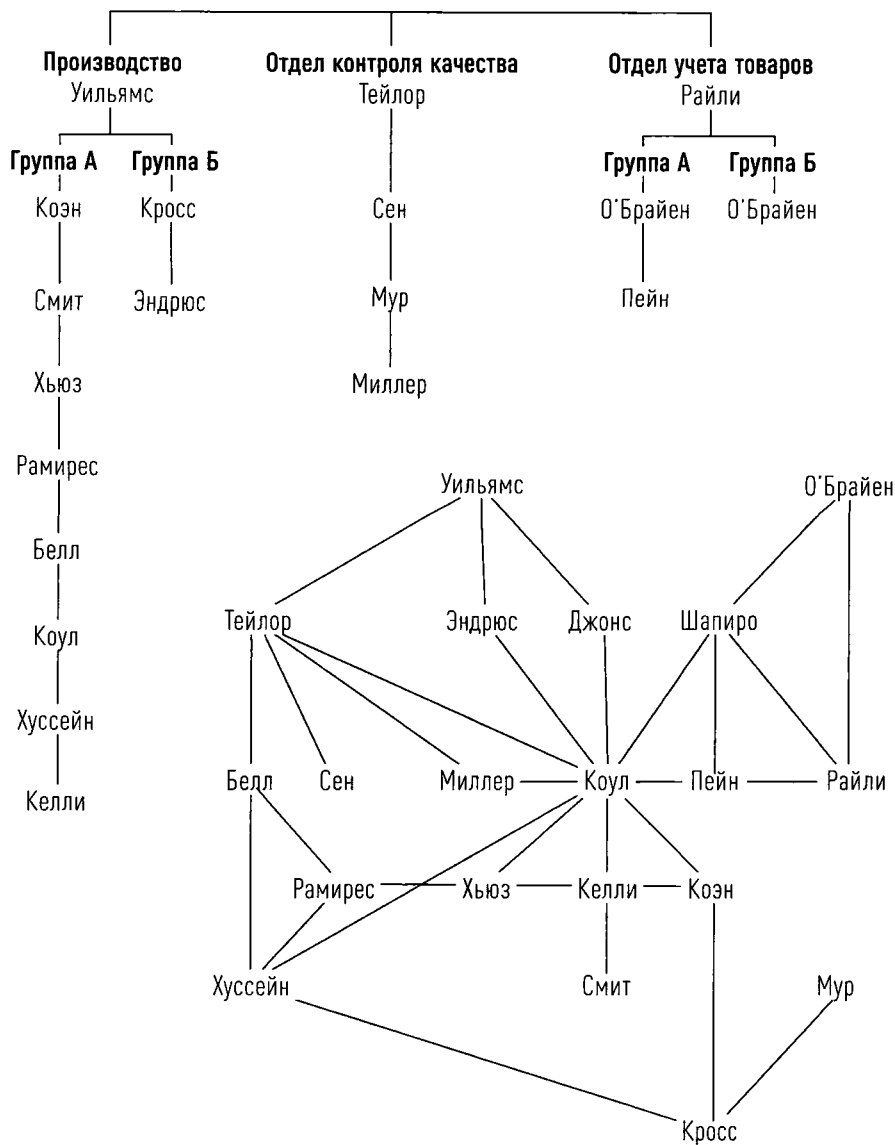 Производство
Уильямс
Отдел контроля качества
Тейлор
Отдел учета товаров
Райли
Группа А
Группа Б
Группа А
Группа Б
Коэн
Кросс
Сен
О'Брайен
О'Брайен
Смит
Эндрюс
Мур
Пейн
Хьюз
Миллер
Рамирес
Белл
Коул
Хуссейн
Келли
Уильямс
О'Брайен
Тейлор
Эндрюс
Джонс
Шапиро
Белл
Сен
Миллер
Коул
Пейн
Райли
Рамирес
Хьюз
Келли
Коэн
Хуссейн
Смит
Мур
Кросс